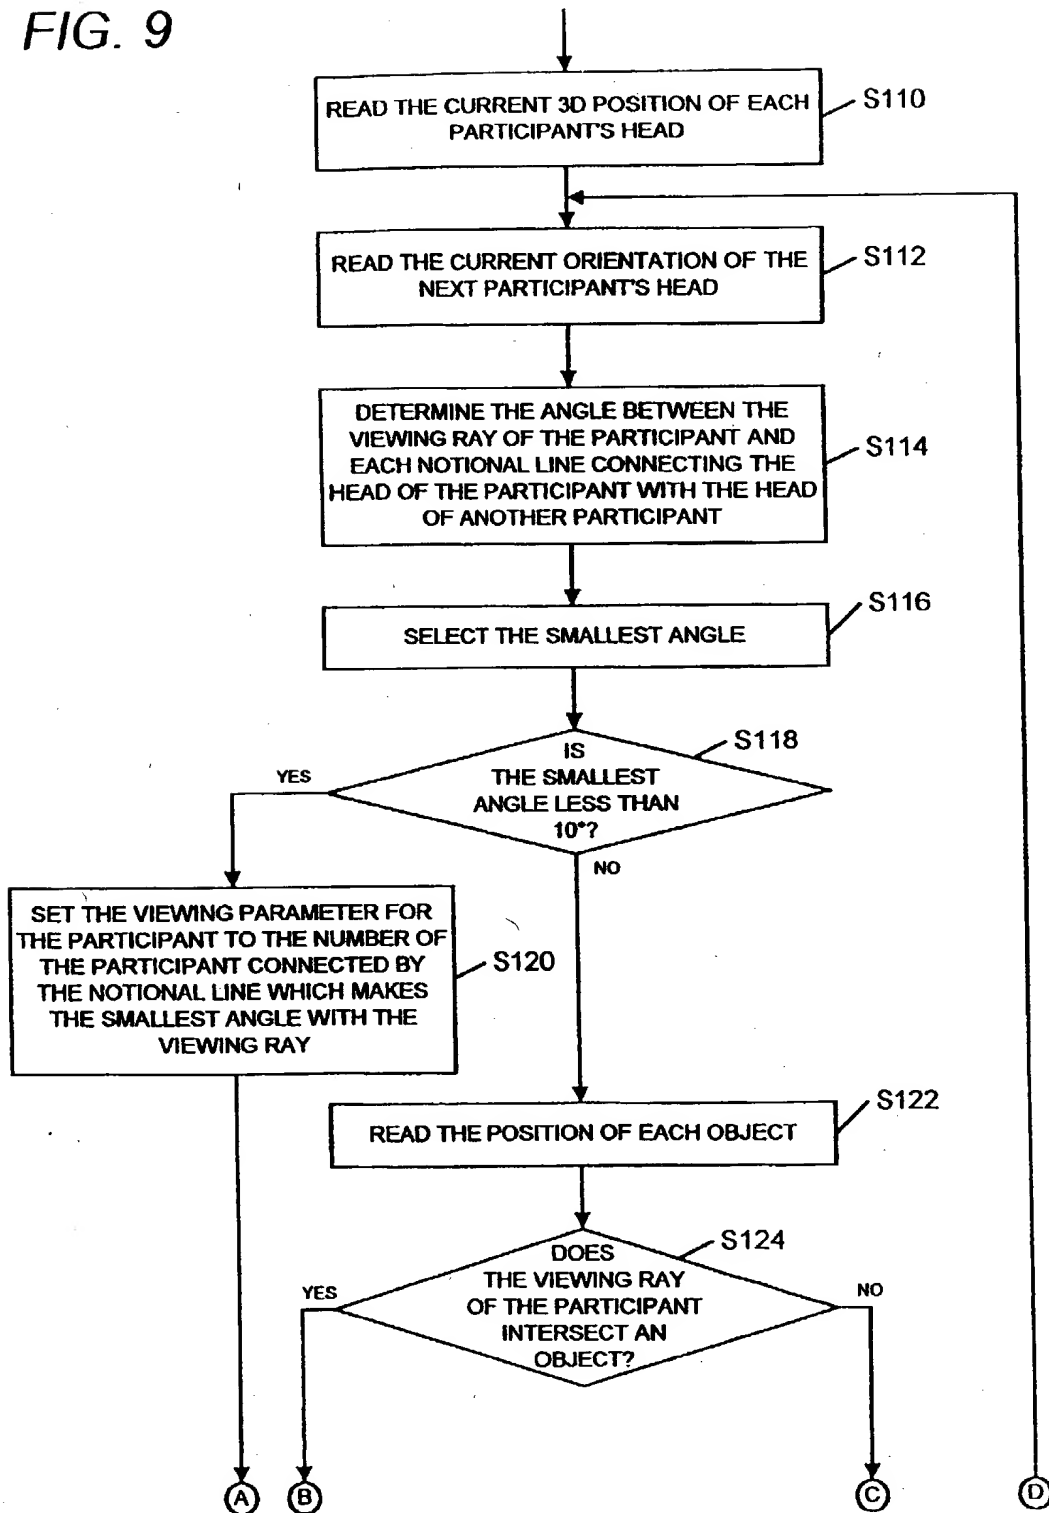 FIG. 9
READ THE CURRENT 3D POSITION OF EACH
PARTICIPANT'S HEAD
S110
READ THE CURRENT ORIENTATION OF THE
NEXT PARTICIPANT'S HEAD
S112
DETERMINE THE ANGLE BETWEEN THE
VIEWING RAY OF THE PARTICIPANT AND
EACH NOTIONAL LINE CONNECTING THE
HEAD OF THE PARTICIPANT WITH THE HEAD
OF ANOTHER PARTICIPANT
S114
SELECT THE SMALLEST ANGLE
S116
IS
THE SMALLEST
ANGLE LESS THAN
10°?
S118
YES
NO
SET THE VIEWING PARAMETER FOR
THE PARTICIPANT TO THE NUMBER OF
THE PARTICIPANT CONNECTED BY
THE NOTIONAL LINE WHICH MAKES
THE SMALLEST ANGLE WITH THE
VIEWING RAY
S120
READ THE POSITION OF EACH OBJECT
S122
DOES
THE VIEWING RAY
OF THE PARTICIPANT
INTERSECT AN
OBJECT?
S124
YES
NO
A
B
C
D